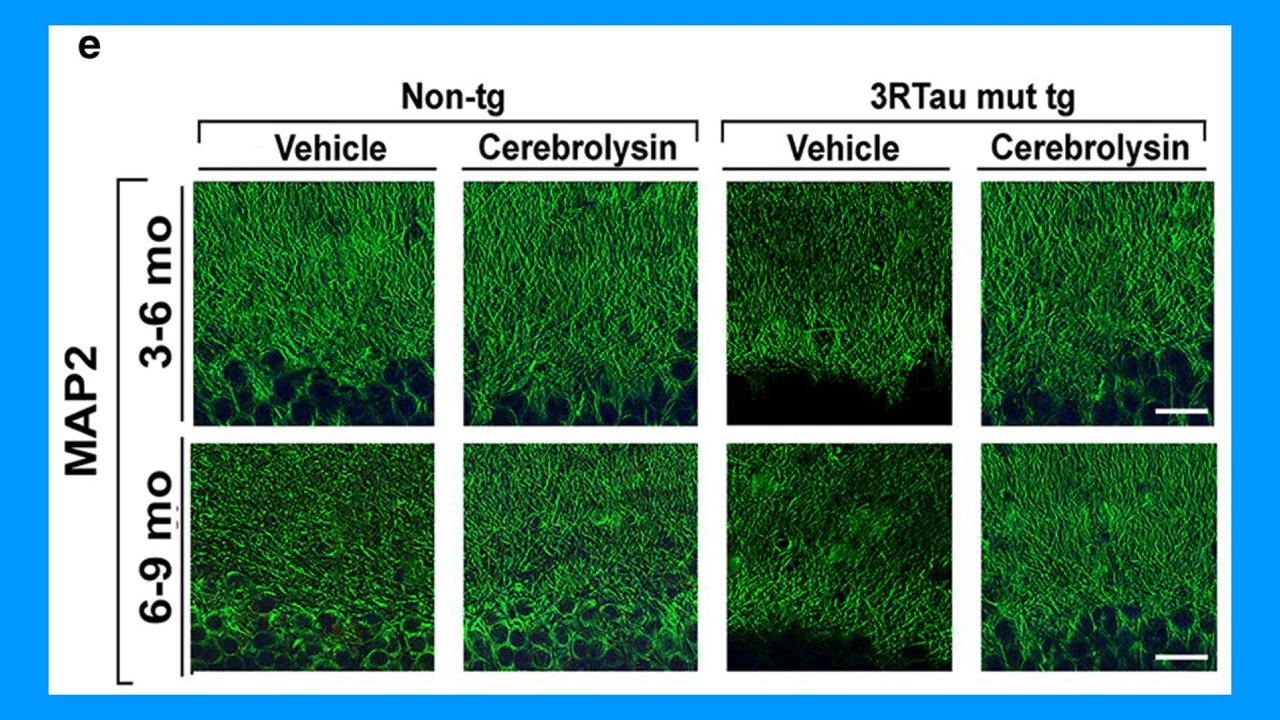 e
Non-tg
3RTau mut tg
Vehicle
Cerebrolysin
Vehicle
Cerebrolysin
MAP2
3-6 mo
6-9 mo